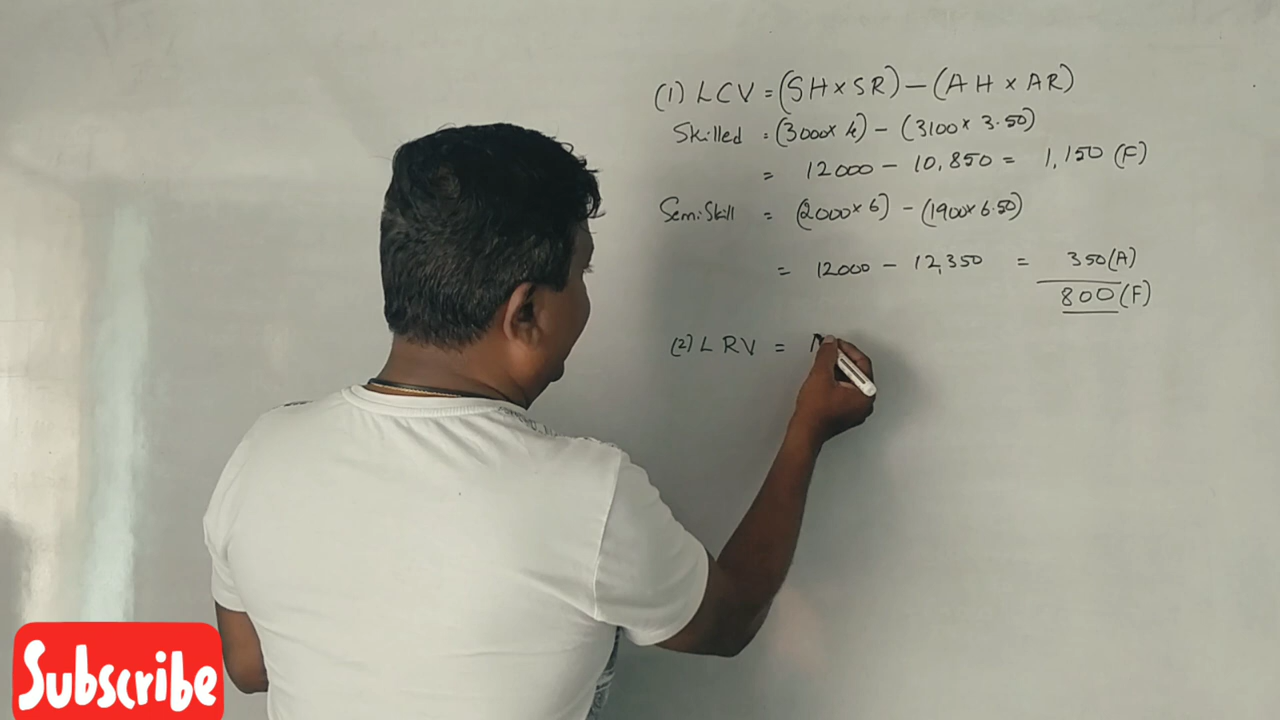 (1) LCV = (SH × SR) – (AH × AR)
Skilled = (3000 × 4) – (3100 × 3.50)
= 12000 – 10,850 = 1,150 (F)
Semi Skill = (2000 × 6) – (1900 × 6.50)
= 12000 – 12,350 = 350 (A)
800 (F)
(2) LRV =
Subscribe